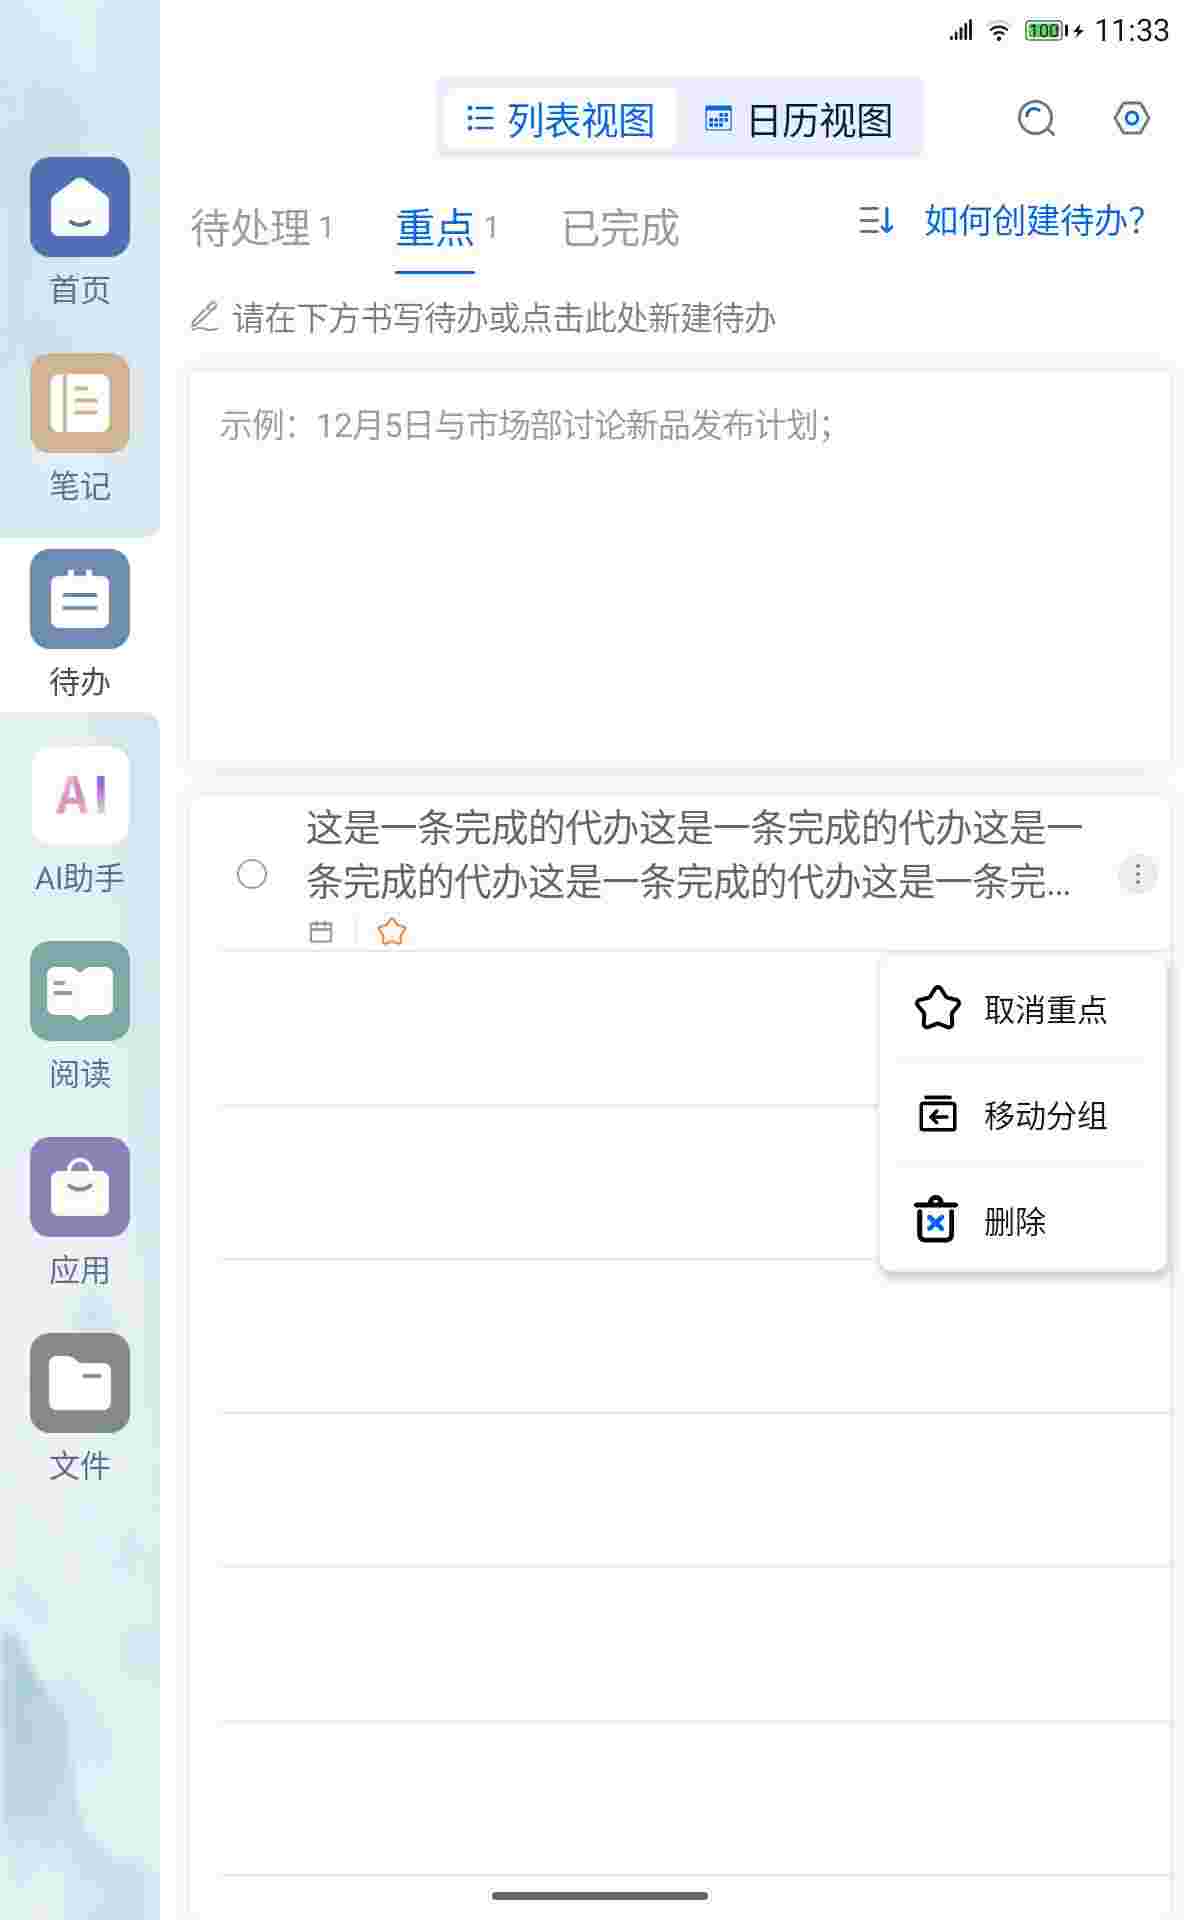 100 11:33
列表视图 日历视图
待处理 1 重点 1 已完成 如何创建待办?
请在下方书写待办或点击此处新建待办
示例：12月5日与市场部讨论新品发布计划；
这是一条完成的代办这是一条完成的代办这是一
条完成的代办这是一条完成的代办这是一条完...
取消重点
移动分组
删除
首页
笔记
待办
AI
AI助手
阅读
应用
文件